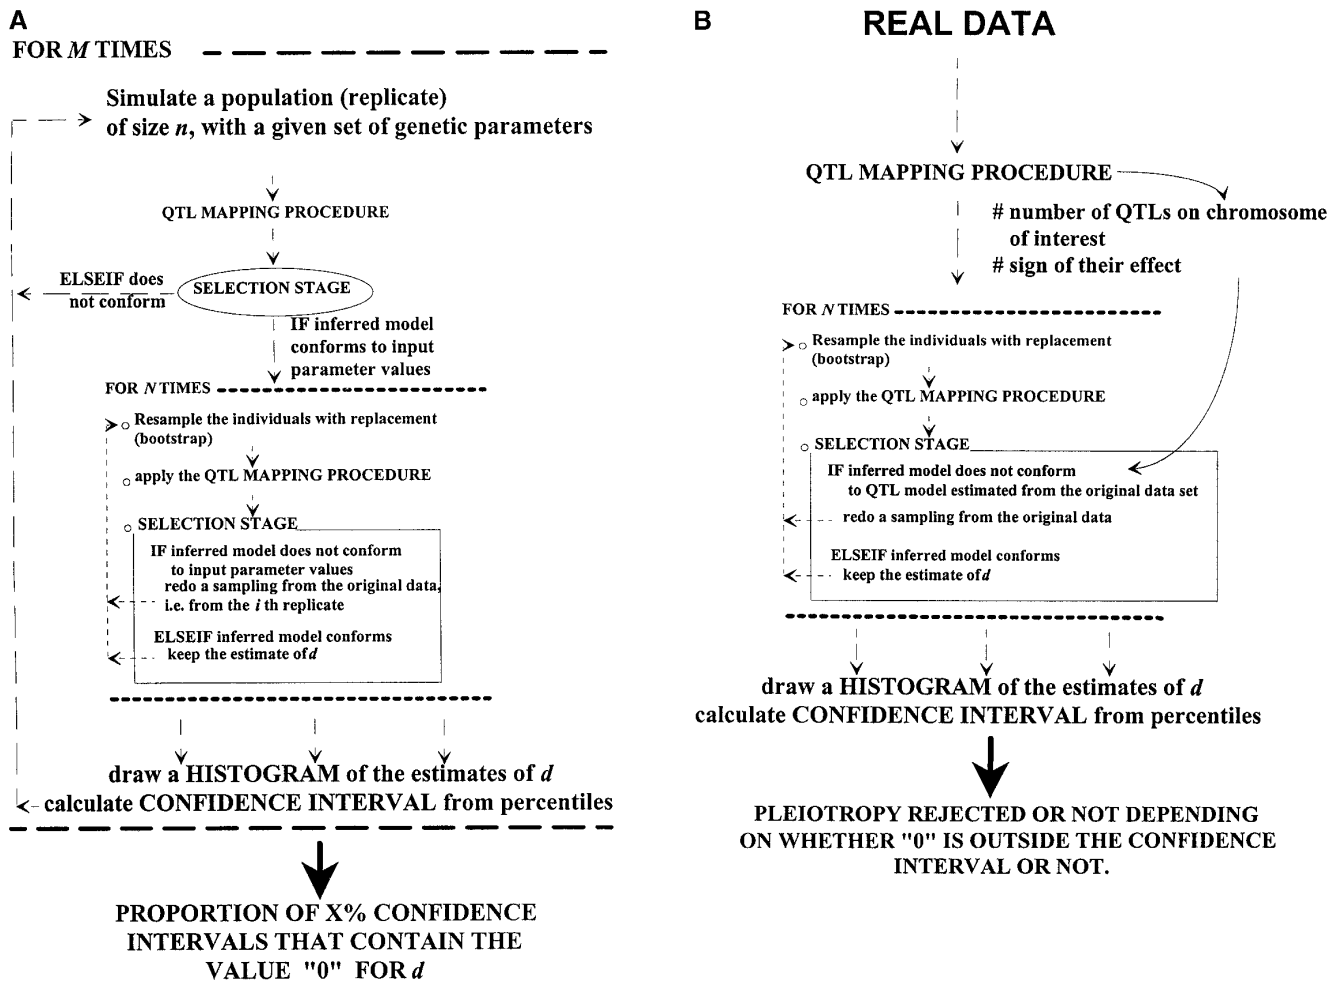 A
FOR M TIMES
Simulate a population (replicate)
of size n, with a given set of genetic parameters
QTL MAPPING PROCEDURE
ELSEIF does
not conform
SELECTION STAGE
IF inferred model
conforms to input
parameter values
FOR N TIMES
Resample the individuals with replacement
(bootstrap)
apply the QTL MAPPING PROCEDURE
SELECTION STAGE
IF inferred model does not conform
to input parameter values
redo a sampling from the original data,
i.e. from the i th replicate
ELSEIF inferred model conforms
keep the estimate of d
draw a HISTOGRAM of the estimates of d
calculate CONFIDENCE INTERVAL from percentiles
PROPORTION OF X% CONFIDENCE
INTERVALS THAT CONTAIN THE
VALUE "0" FOR d
B
REAL DATA
QTL MAPPING PROCEDURE
# number of QTLs on chromosome
of interest
# sign of their effect
FOR N TIMES
Resample the individuals with replacement
(bootstrap)
apply the QTL MAPPING PROCEDURE
SELECTION STAGE
IF inferred model does not conform
to QTL model estimated from the original data set
redo a sampling from the original data
ELSEIF inferred model conforms
keep the estimate of d
draw a HISTOGRAM of the estimates of d
calculate CONFIDENCE INTERVAL from percentiles
PLEIOTROPY REJECTED OR NOT DEPENDING
ON WHETHER "0" IS OUTSIDE THE CONFIDENCE
INTERVAL OR NOT.